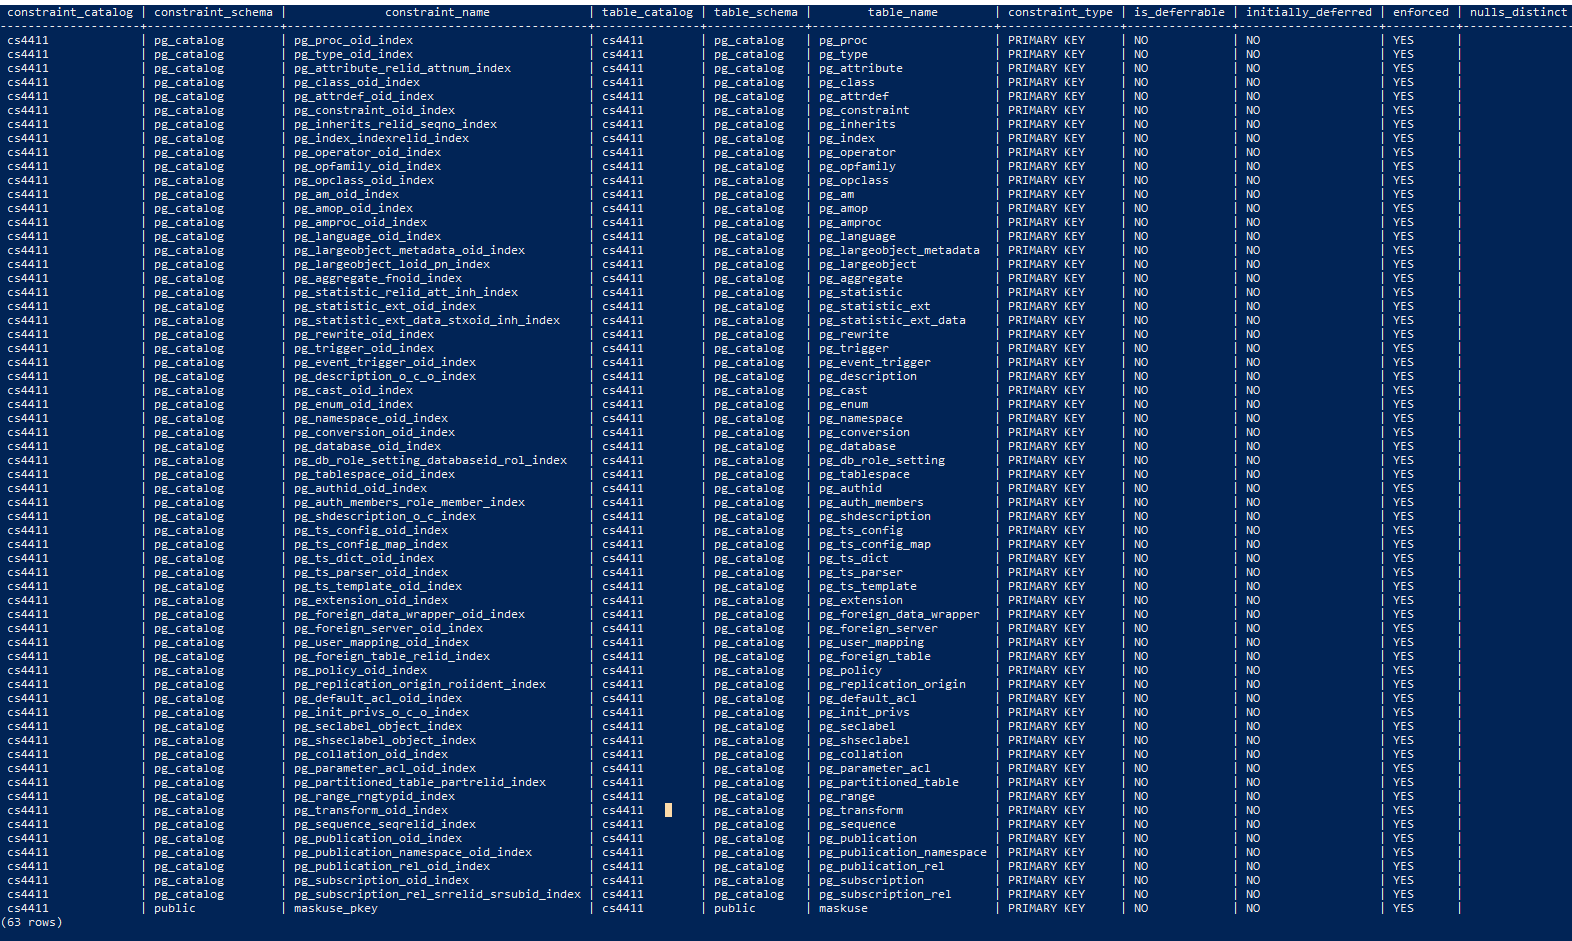 constraint_catalog | constraint_schema | constraint_name | table_catalog | table_schema | table_name | constraint_type | is_deferrable | initially_deferred | enforced | nulls_distinct
cs4411 | pg_catalog | pg_proc_oid_index | cs4411 | pg_catalog | pg_proc | PRIMARY KEY | NO | NO | YES |
cs4411 | pg_catalog | pg_type_oid_index | cs4411 | pg_catalog | pg_type | PRIMARY KEY | NO | NO | YES |
cs4411 | pg_catalog | pg_attribute_relid_attnum_index | cs4411 | pg_catalog | pg_attribute | PRIMARY KEY | NO | NO | YES |
cs4411 | pg_catalog | pg_class_oid_index | cs4411 | pg_catalog | pg_class | PRIMARY KEY | NO | NO | YES |
cs4411 | pg_catalog | pg_attrdef_oid_index | cs4411 | pg_catalog | pg_attrdef | PRIMARY KEY | NO | NO | YES |
cs4411 | pg_catalog | pg_constraint_oid_index | cs4411 | pg_catalog | pg_constraint | PRIMARY KEY | NO | NO | YES |
cs4411 | pg_catalog | pg_inherits_relid_seqno_index | cs4411 | pg_catalog | pg_inherits | PRIMARY KEY | NO | NO | YES |
cs4411 | pg_catalog | pg_index_indexrelid_index | cs4411 | pg_catalog | pg_index | PRIMARY KEY | NO | NO | YES |
cs4411 | pg_catalog | pg_operator_oid_index | cs4411 | pg_catalog | pg_operator | PRIMARY KEY | NO | NO | YES |
cs4411 | pg_catalog | pg_opfamily_oid_index | cs4411 | pg_catalog | pg_opfamily | PRIMARY KEY | NO | NO | YES |
cs4411 | pg_catalog | pg_opclass_oid_index | cs4411 | pg_catalog | pg_opclass | PRIMARY KEY | NO | NO | YES |
cs4411 | pg_catalog | pg_am_oid_index | cs4411 | pg_catalog | pg_am | PRIMARY KEY | NO | NO | YES |
cs4411 | pg_catalog | pg_amop_oid_index | cs4411 | pg_catalog | pg_amop | PRIMARY KEY | NO | NO | YES |
cs4411 | pg_catalog | pg_amproc_oid_index | cs4411 | pg_catalog | pg_amproc | PRIMARY KEY | NO | NO | YES |
cs4411 | pg_catalog | pg_language_oid_index | cs4411 | pg_catalog | pg_language | PRIMARY KEY | NO | NO | YES |
cs4411 | pg_catalog | pg_largeobject_metadata_oid_index | cs4411 | pg_catalog | pg_largeobject_metadata | PRIMARY KEY | NO | NO | YES |
cs4411 | pg_catalog | pg_largeobject_loid_pn_index | cs4411 | pg_catalog | pg_largeobject | PRIMARY KEY | NO | NO | YES |
cs4411 | pg_catalog | pg_aggregate_fnoid_index | cs4411 | pg_catalog | pg_aggregate | PRIMARY KEY | NO | NO | YES |
cs4411 | pg_catalog | pg_statistic_relid_att_inh_index | cs4411 | pg_catalog | pg_statistic | PRIMARY KEY | NO | NO | YES |
cs4411 | pg_catalog | pg_statistic_ext_oid_index | cs4411 | pg_catalog | pg_statistic_ext | PRIMARY KEY | NO | NO | YES |
cs4411 | pg_catalog | pg_statistic_ext_data_stxoid_inh_index | cs4411 | pg_catalog | pg_statistic_ext_data | PRIMARY KEY | NO | NO | YES |
cs4411 | pg_catalog | pg_rewrite_oid_index | cs4411 | pg_catalog | pg_rewrite | PRIMARY KEY | NO | NO | YES |
cs4411 | pg_catalog | pg_trigger_oid_index | cs4411 | pg_catalog | pg_trigger | PRIMARY KEY | NO | NO | YES |
cs4411 | pg_catalog | pg_event_trigger_oid_index | cs4411 | pg_catalog | pg_event_trigger | PRIMARY KEY | NO | NO | YES |
cs4411 | pg_catalog | pg_description_o_c_o_index | cs4411 | pg_catalog | pg_description | PRIMARY KEY | NO | NO | YES |
cs4411 | pg_catalog | pg_cast_oid_index | cs4411 | pg_catalog | pg_cast | PRIMARY KEY | NO | NO | YES |
cs4411 | pg_catalog | pg_enum_oid_index | cs4411 | pg_catalog | pg_enum | PRIMARY KEY | NO | NO | YES |
cs4411 | pg_catalog | pg_namespace_oid_index | cs4411 | pg_catalog | pg_namespace | PRIMARY KEY | NO | NO | YES |
cs4411 | pg_catalog | pg_conversion_oid_index | cs4411 | pg_catalog | pg_conversion | PRIMARY KEY | NO | NO | YES |
cs4411 | pg_catalog | pg_database_oid_index | cs4411 | pg_catalog | pg_database | PRIMARY KEY | NO | NO | YES |
cs4411 | pg_catalog | pg_db_role_setting_databaseid_rol_index | cs4411 | pg_catalog | pg_db_role_setting | PRIMARY KEY | NO | NO | YES |
cs4411 | pg_catalog | pg_tablespace_oid_index | cs4411 | pg_catalog | pg_tablespace | PRIMARY KEY | NO | NO | YES |
cs4411 | pg_catalog | pg_authid_oid_index | cs4411 | pg_catalog | pg_authid | PRIMARY KEY | NO | NO | YES |
cs4411 | pg_catalog | pg_auth_members_role_member_index | cs4411 | pg_catalog | pg_auth_members | PRIMARY KEY | NO | NO | YES |
cs4411 | pg_catalog | pg_shdescription_o_c_index | cs4411 | pg_catalog | pg_shdescription | PRIMARY KEY | NO | NO | YES |
cs4411 | pg_catalog | pg_ts_config_oid_index | cs4411 | pg_catalog | pg_ts_config | PRIMARY KEY | NO | NO | YES |
cs4411 | pg_catalog | pg_ts_config_map_index | cs4411 | pg_catalog | pg_ts_config_map | PRIMARY KEY | NO | NO | YES |
cs4411 | pg_catalog | pg_ts_dict_oid_index | cs4411 | pg_catalog | pg_ts_dict | PRIMARY KEY | NO | NO | YES |
cs4411 | pg_catalog | pg_ts_parser_oid_index | cs4411 | pg_catalog | pg_ts_parser | PRIMARY KEY | NO | NO | YES |
cs4411 | pg_catalog | pg_ts_template_oid_index | cs4411 | pg_catalog | pg_ts_template | PRIMARY KEY | NO | NO | YES |
cs4411 | pg_catalog | pg_extension_oid_index | cs4411 | pg_catalog | pg_extension | PRIMARY KEY | NO | NO | YES |
cs4411 | pg_catalog | pg_foreign_data_wrapper_oid_index | cs4411 | pg_catalog | pg_foreign_data_wrapper | PRIMARY KEY | NO | NO | YES |
cs4411 | pg_catalog | pg_foreign_server_oid_index | cs4411 | pg_catalog | pg_foreign_server | PRIMARY KEY | NO | NO | YES |
cs4411 | pg_catalog | pg_user_mapping_oid_index | cs4411 | pg_catalog | pg_user_mapping | PRIMARY KEY | NO | NO | YES |
cs4411 | pg_catalog | pg_foreign_table_relid_index | cs4411 | pg_catalog | pg_foreign_table | PRIMARY KEY | NO | NO | YES |
cs4411 | pg_catalog | pg_policy_oid_index | cs4411 | pg_catalog | pg_policy | PRIMARY KEY | NO | NO | YES |
cs4411 | pg_catalog | pg_replication_origin_roiident_index | cs4411 | pg_catalog | pg_replication_origin | PRIMARY KEY | NO | NO | YES |
cs4411 | pg_catalog | pg_default_acl_oid_index | cs4411 | pg_catalog | pg_default_acl | PRIMARY KEY | NO | NO | YES |
cs4411 | pg_catalog | pg_init_privs_o_c_o_index | cs4411 | pg_catalog | pg_init_privs | PRIMARY KEY | NO | NO | YES |
cs4411 | pg_catalog | pg_seclabel_object_index | cs4411 | pg_catalog | pg_seclabel | PRIMARY KEY | NO | NO | YES |
cs4411 | pg_catalog | pg_shseclabel_object_index | cs4411 | pg_catalog | pg_shseclabel | PRIMARY KEY | NO | NO | YES |
cs4411 | pg_catalog | pg_collation_oid_index | cs4411 | pg_catalog | pg_collation | PRIMARY KEY | NO | NO | YES |
cs4411 | pg_catalog | pg_parameter_acl_oid_index | cs4411 | pg_catalog | pg_parameter_acl | PRIMARY KEY | NO | NO | YES |
cs4411 | pg_catalog | pg_partitioned_table_partrelid_index | cs4411 | pg_catalog | pg_partitioned_table | PRIMARY KEY | NO | NO | YES |
cs4411 | pg_catalog | pg_range_rngtypid_index | cs4411 | pg_catalog | pg_range | PRIMARY KEY | NO | NO | YES |
cs4411 | pg_catalog | pg_transform_oid_index | cs4411 | pg_catalog | pg_transform | PRIMARY KEY | NO | NO | YES |
cs4411 | pg_catalog | pg_sequence_seqrelid_index | cs4411 | pg_catalog | pg_sequence | PRIMARY KEY | NO | NO | YES |
cs4411 | pg_catalog | pg_publication_oid_index | cs4411 | pg_catalog | pg_publication | PRIMARY KEY | NO | NO | YES |
cs4411 | pg_catalog | pg_publication_namespace_oid_index | cs4411 | pg_catalog | pg_publication_namespace | PRIMARY KEY | NO | NO | YES |
cs4411 | pg_catalog | pg_publication_rel_oid_index | cs4411 | pg_catalog | pg_publication_rel | PRIMARY KEY | NO | NO | YES |
cs4411 | pg_catalog | pg_subscription_oid_index | cs4411 | pg_catalog | pg_subscription | PRIMARY KEY | NO | NO | YES |
cs4411 | pg_catalog | pg_subscription_rel_srrelid_srsubid_index | cs4411 | pg_catalog | pg_subscription_rel | PRIMARY KEY | NO | NO | YES |
cs4411 | public | maskuse_pkey | cs4411 | public | maskuse | PRIMARY KEY | NO | NO | YES |
(63 rows)